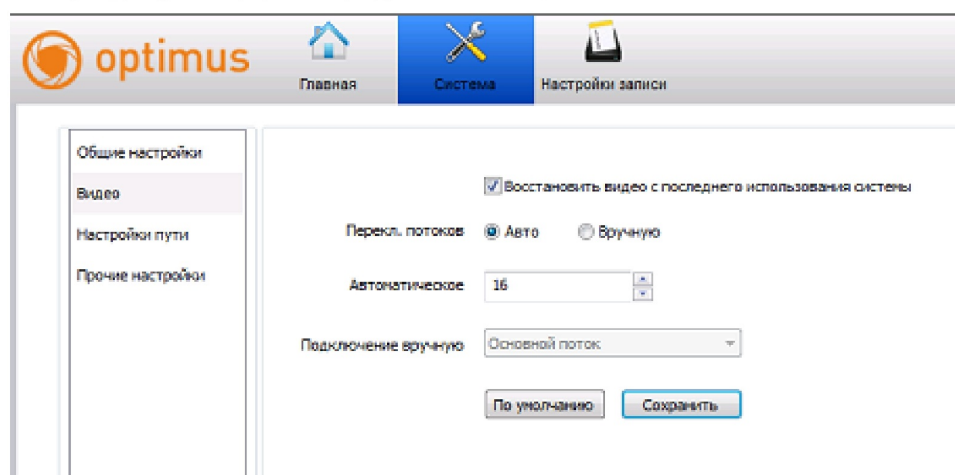 optimus
Главная
Система
Настройки записи
Общие настройки
Видео
Настройки пути
Прочие настройки
Восстановить видео с последнего использования системы
Перекл. потоков Авто Вручную
Автоматическое 16
Подключение вручную Основной поток
По умолчанию Сохранить